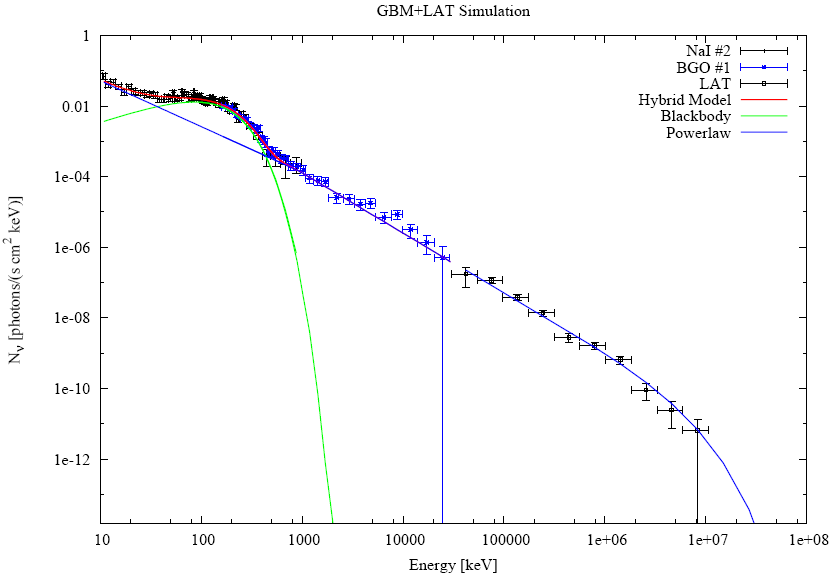 GBM+LAT Simulation
1
0.01
1e-04
1e-06
1e-08
1e-10
1e-12
N_ν [photons/(s cm^2 keV)]
NaI #2
BGO #1
LAT
Hybrid Model
Blackbody
Powerlaw
10 100 1000 10000 100000 1e+06 1e+07 1e+08
Energy [keV]